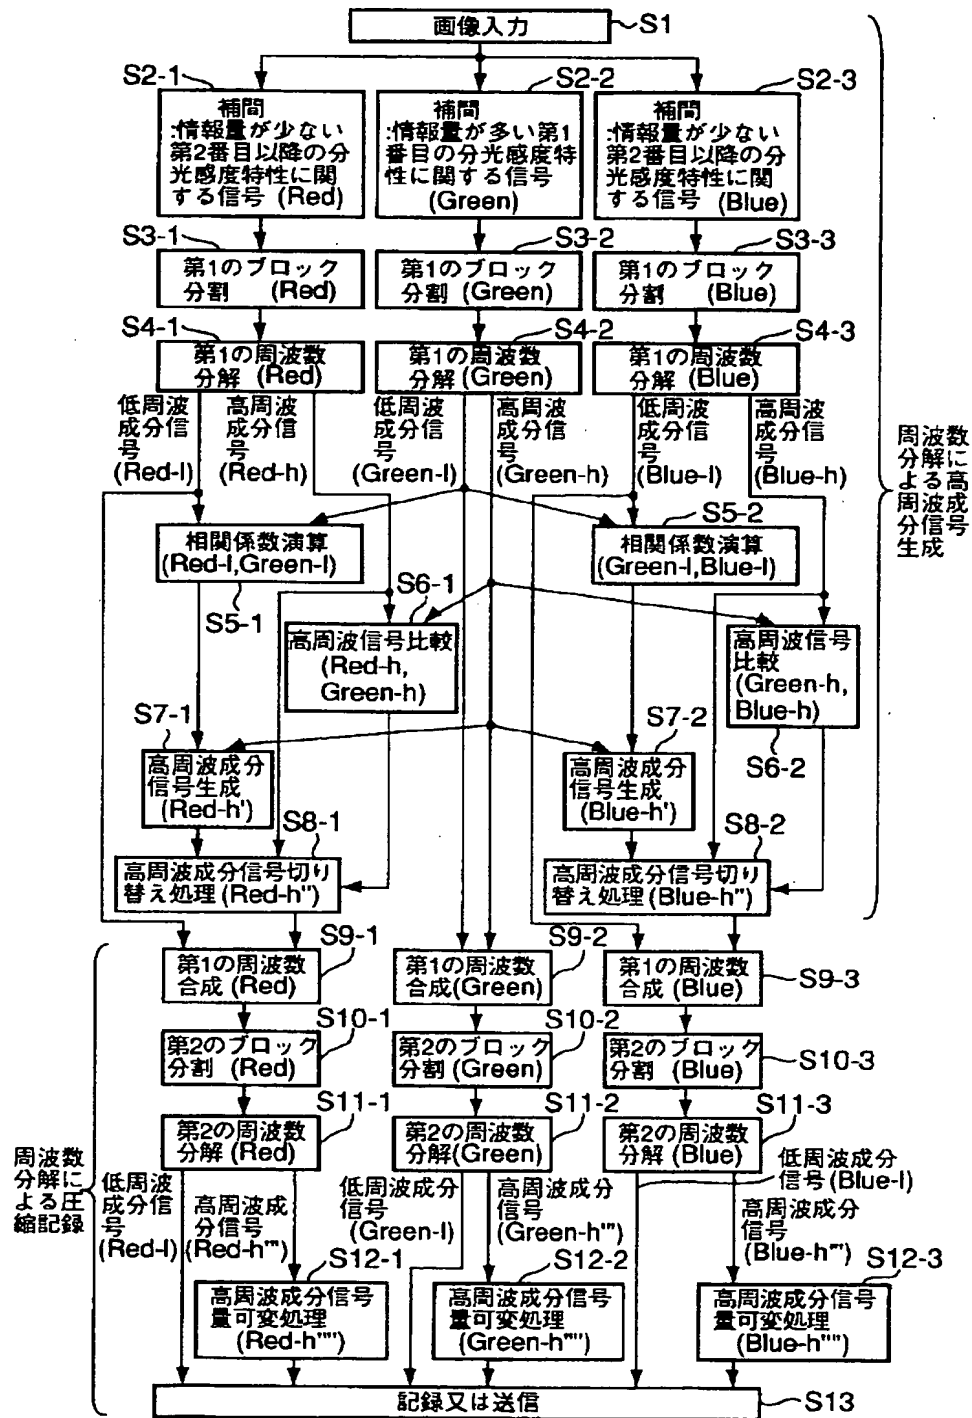 画像入力
S1
S2-1
S2-2
S2-3
補間
:情報量が少ない
第2番目以降の分
光感度特性に関
する信号 (Red)
補間
:情報量が多い第1
番目の分光感度特
性に関する信号
(Green)
補間
:情報量が少ない
第2番目以降の分
光感度特性に関
する信号 (Blue)
S3-1
S3-2
S3-3
第1のブロック
分割 (Red)
第1のブロック
分割 (Green)
第1のブロック
分割 (Blue)
S4-1
S4-2
S4-3
第1の周波数
分解 (Red)
第1の周波数
分解 (Green)
第1の周波数
分解 (Blue)
低周波
成分信
号
(Red-l)
高周波
成分信
号
(Red-h)
低周波
成分信
号
(Green-l)
高周波
成分信
号
(Green-h)
低周波
成分信
号
(Blue-l)
高周波
成分信
号
(Blue-h)
周波数
分解に
よる高
周波成
分信号
生成
S5-2
相関係数演算
(Red-l,Green-l)
相関係数演算
(Green-l,Blue-l)
S5-1
S6-1
高周波信号比較
(Red-h,
Green-h)
高周波信号
比較
(Green-h,
Blue-h)
S6-2
S7-1
S7-2
高周波成分
信号生成
(Red-h')
高周波成分
信号生成
(Blue-h')
S8-1
S8-2
高周波成分信号切り
替え処理 (Red-h'')
高周波成分信号切り
替え処理 (Blue-h'')
S9-1
S9-2
第1の周波数
合成 (Red)
第1の周波数
合成(Green)
第1の周波数
合成 (Blue)
S9-3
S10-1
S10-2
第2のブロック
分割 (Red)
第2のブロック
分割 (Green)
第2のブロック
分割 (Blue)
S10-3
S11-1
S11-2
S11-3
第2の周波数
分解 (Red)
第2の周波数
分解(Green)
第2の周波数
分解 (Blue)
周波数
分解に
よる圧
縮記録
低周波
成分信
号
(Red-l)
高周波成
分信号
(Red-h''')
低周波成分
信号
(Green-l)
高周波成分
信号
(Green-h''')
低周波成分
信号 (Blue-l)
高周波成分
信号
(Blue-h''')
S12-1
S12-2
S12-3
高周波成分信号
量可変処理
(Red-h'''')
高周波成分信号
量可変処理
(Green-h'''')
高周波成分信号
量可変処理
(Blue-h'''')
記録又は送信
S13